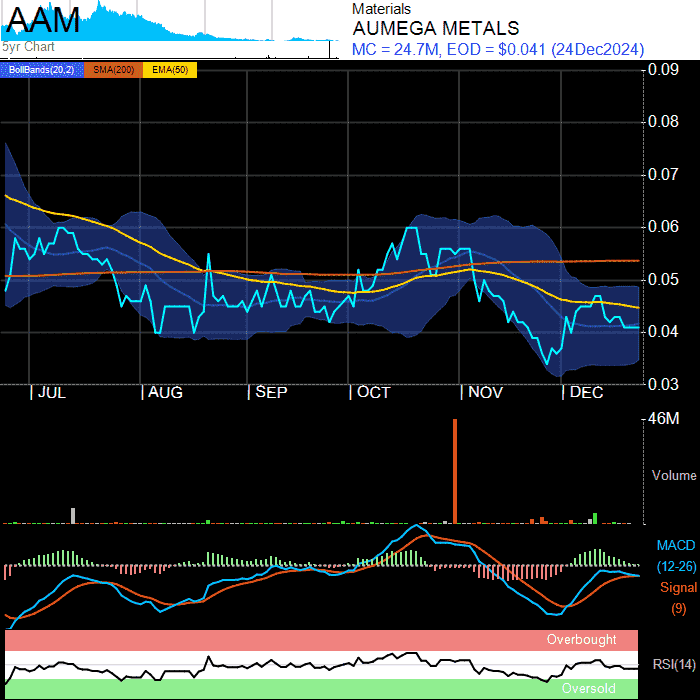 AAM
5yr Chart
Materials
AUMEGA METALS
MC = 24.7M, EOD = $0.041 (24Dec2024)
BollBands(20,2) SMA(200) EMA(50)
0.09
0.08
0.07
0.06
0.05
0.04
0.03
JUL AUG SEP OCT NOV DEC
46M
Volume
MACD
(12-26)
Signal
(9)
Overbought
RSI(14)
Oversold